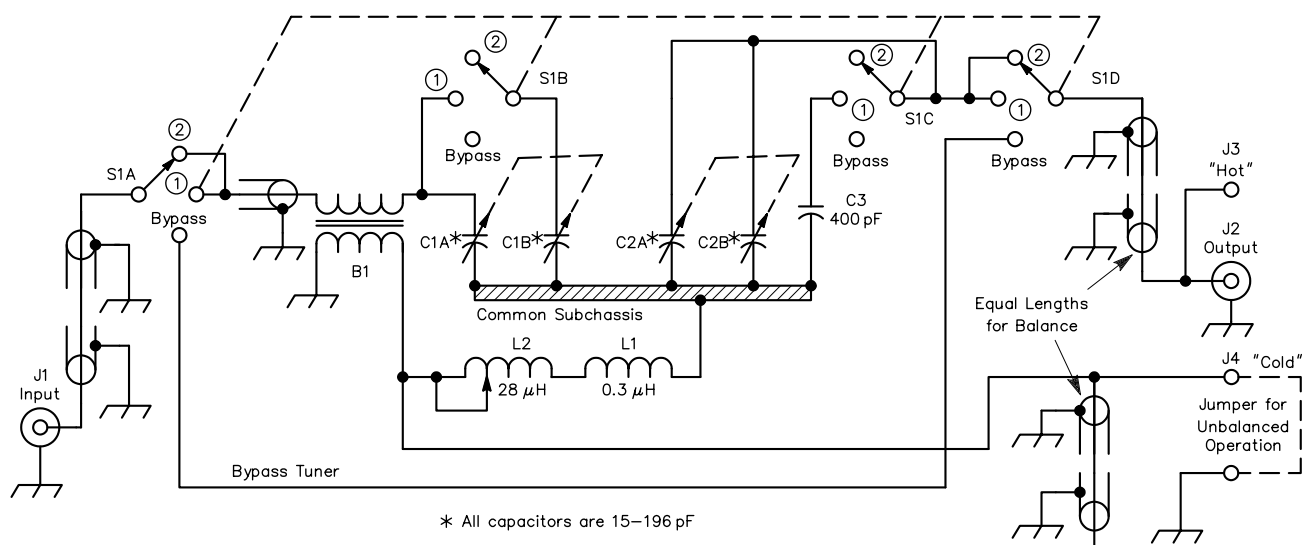 ②
①
S1B
②
①
S1C
②
①
S1D
Bypass
Bypass
Bypass
②
S1A
①
Bypass
J3
"Hot"
J2
Output
C1A*
C1B*
C2A*
C2B*
C3
400 pF
B1
Common Subchassis
Equal Lengths
for Balance
L2
28 μH
L1
0.3 μH
J1
Input
J4 "Cold"
Jumper for
Unbalanced
Operation
Bypass Tuner
* All capacitors are 15–196 pF